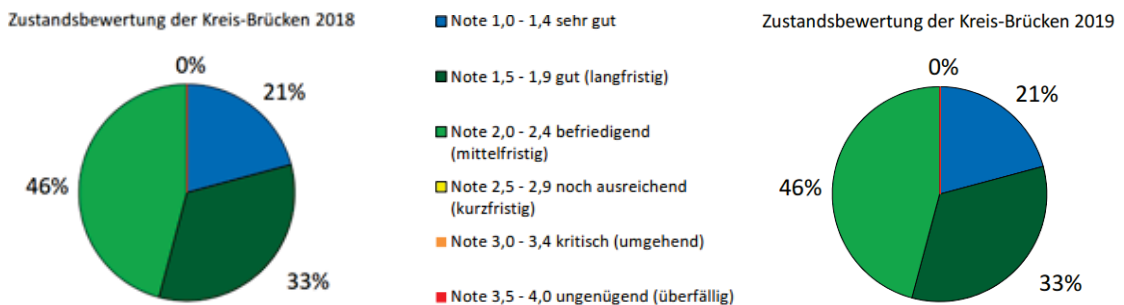 Zustandsbewertung der Kreis-Brücken 2018
0%
21%
46%
33%
Note 1,0 - 1,4 sehr gut
Note 1,5 - 1,9 gut (langfristig)
Note 2,0 - 2,4 befriedigend
(mittelfristig)
Note 2,5 - 2,9 noch ausreichend
(kurzfristig)
Note 3,0 - 3,4 kritisch (umgehend)
Note 3,5 - 4,0 ungenügend (überfällig)
Zustandsbewertung der Kreis-Brücken 2019
0%
21%
46%
33%